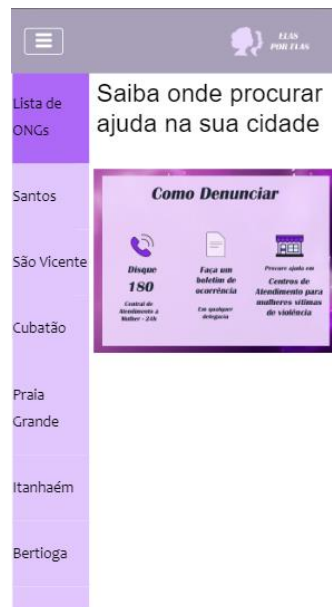 ELAS
POR ELAS
Lista de
ONGs
Santos
São Vicente
Cubatão
Praia
Grande
Itanhaém
Bertioga
Saiba onde procurar
ajuda na sua cidade
Como Denunciar
Disque
180
Central de
Atendimento à
Mulher - 24h
Faça um
boletim de
ocorrência
Em qualquer
delegacia
Procure ajuda em
Centros de
Atendimento para
mulheres vítimas
de violência